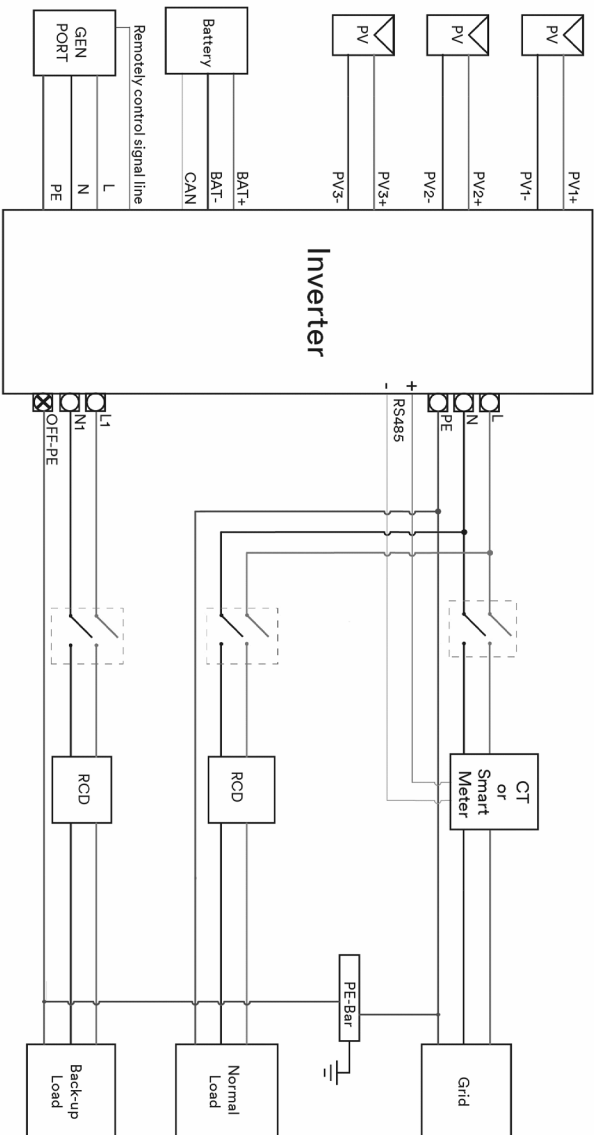 PV
PV1+
PV1-
PV
PV2+
PV2-
PV
PV3+
PV3-
Battery
BAT+
BAT-
CAN
Remotely control signal line
GEN
PORT
L
N
PE
Inverter
L
N
PE
+
RS485
-
L1
N1
OFF-PE
CT
or
Smart
Meter
RCD
RCD
PE-Bar
Grid
Normal
Load
Back-up
Load